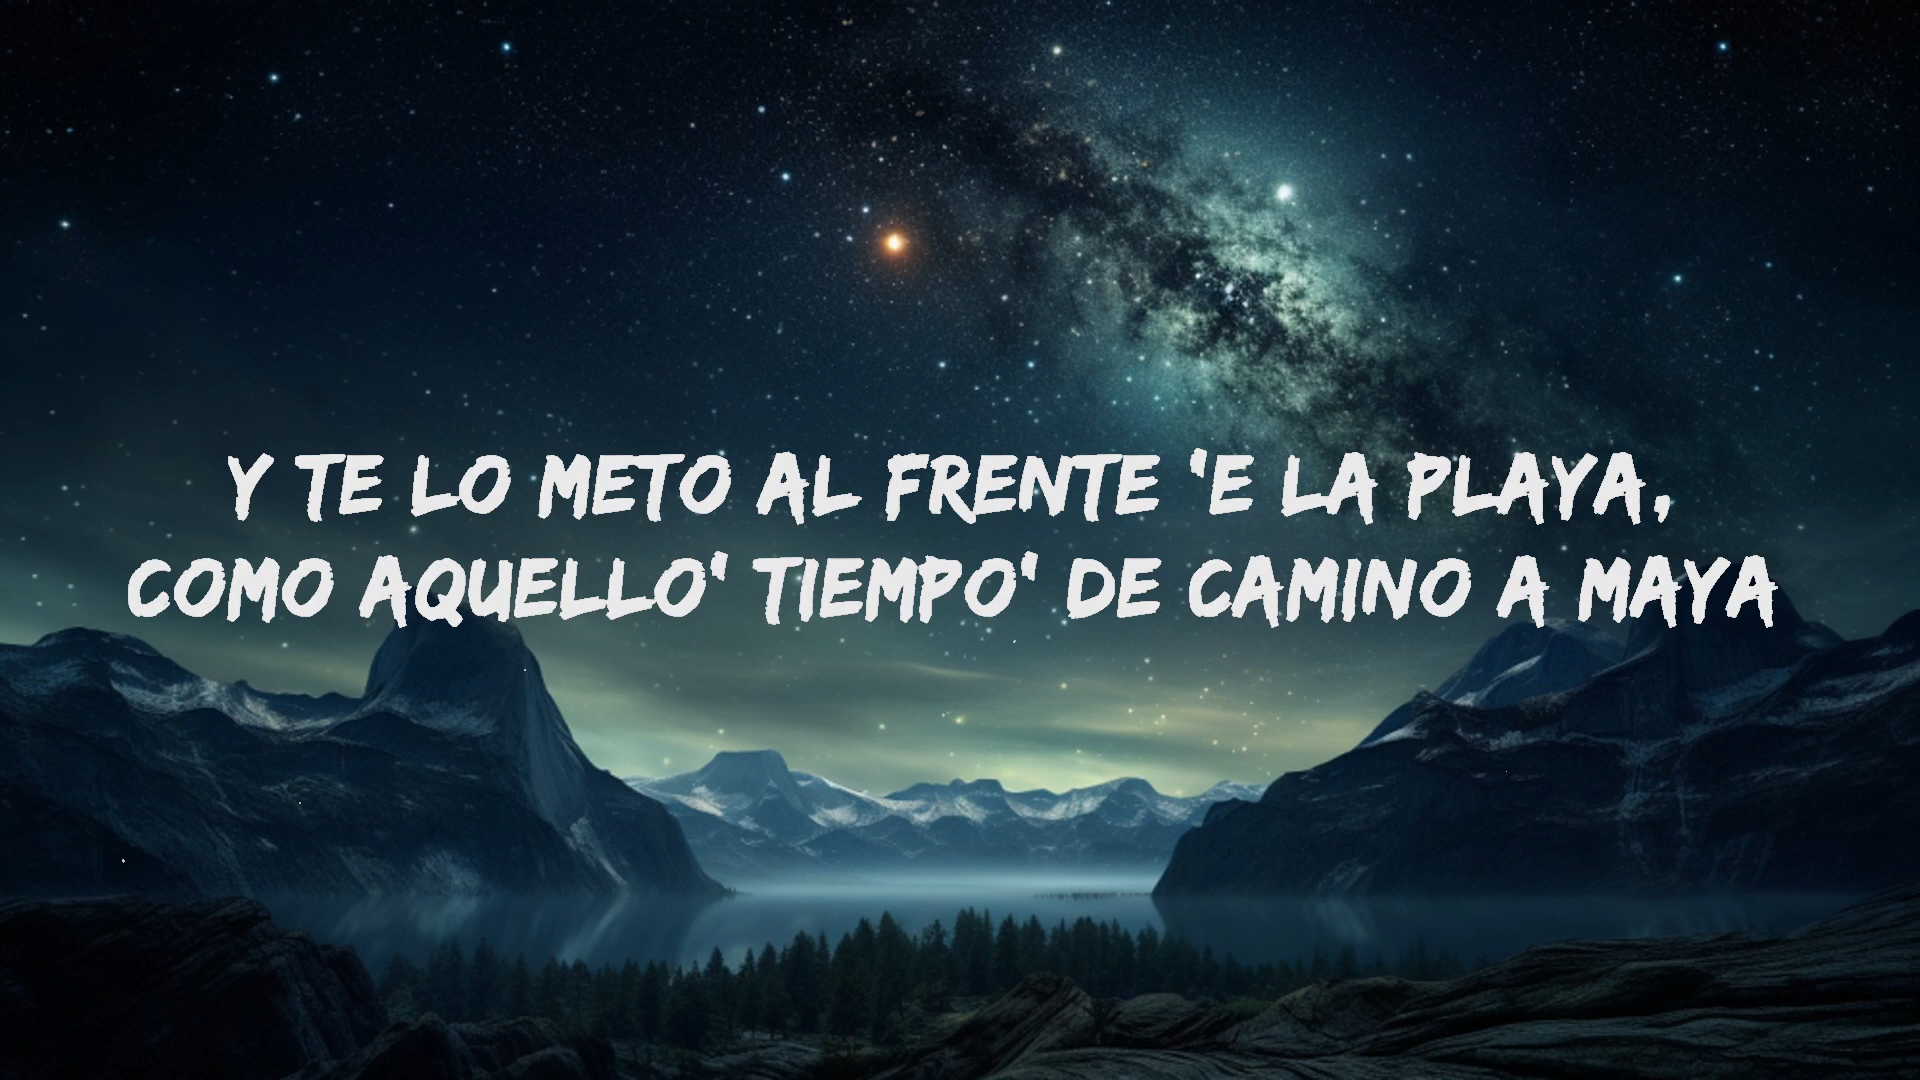 Y TE LO METO AL FRENTE 'E LA PLAYA,
COMO AQUELLO' TIEMPO' DE CAMINO A MAYA